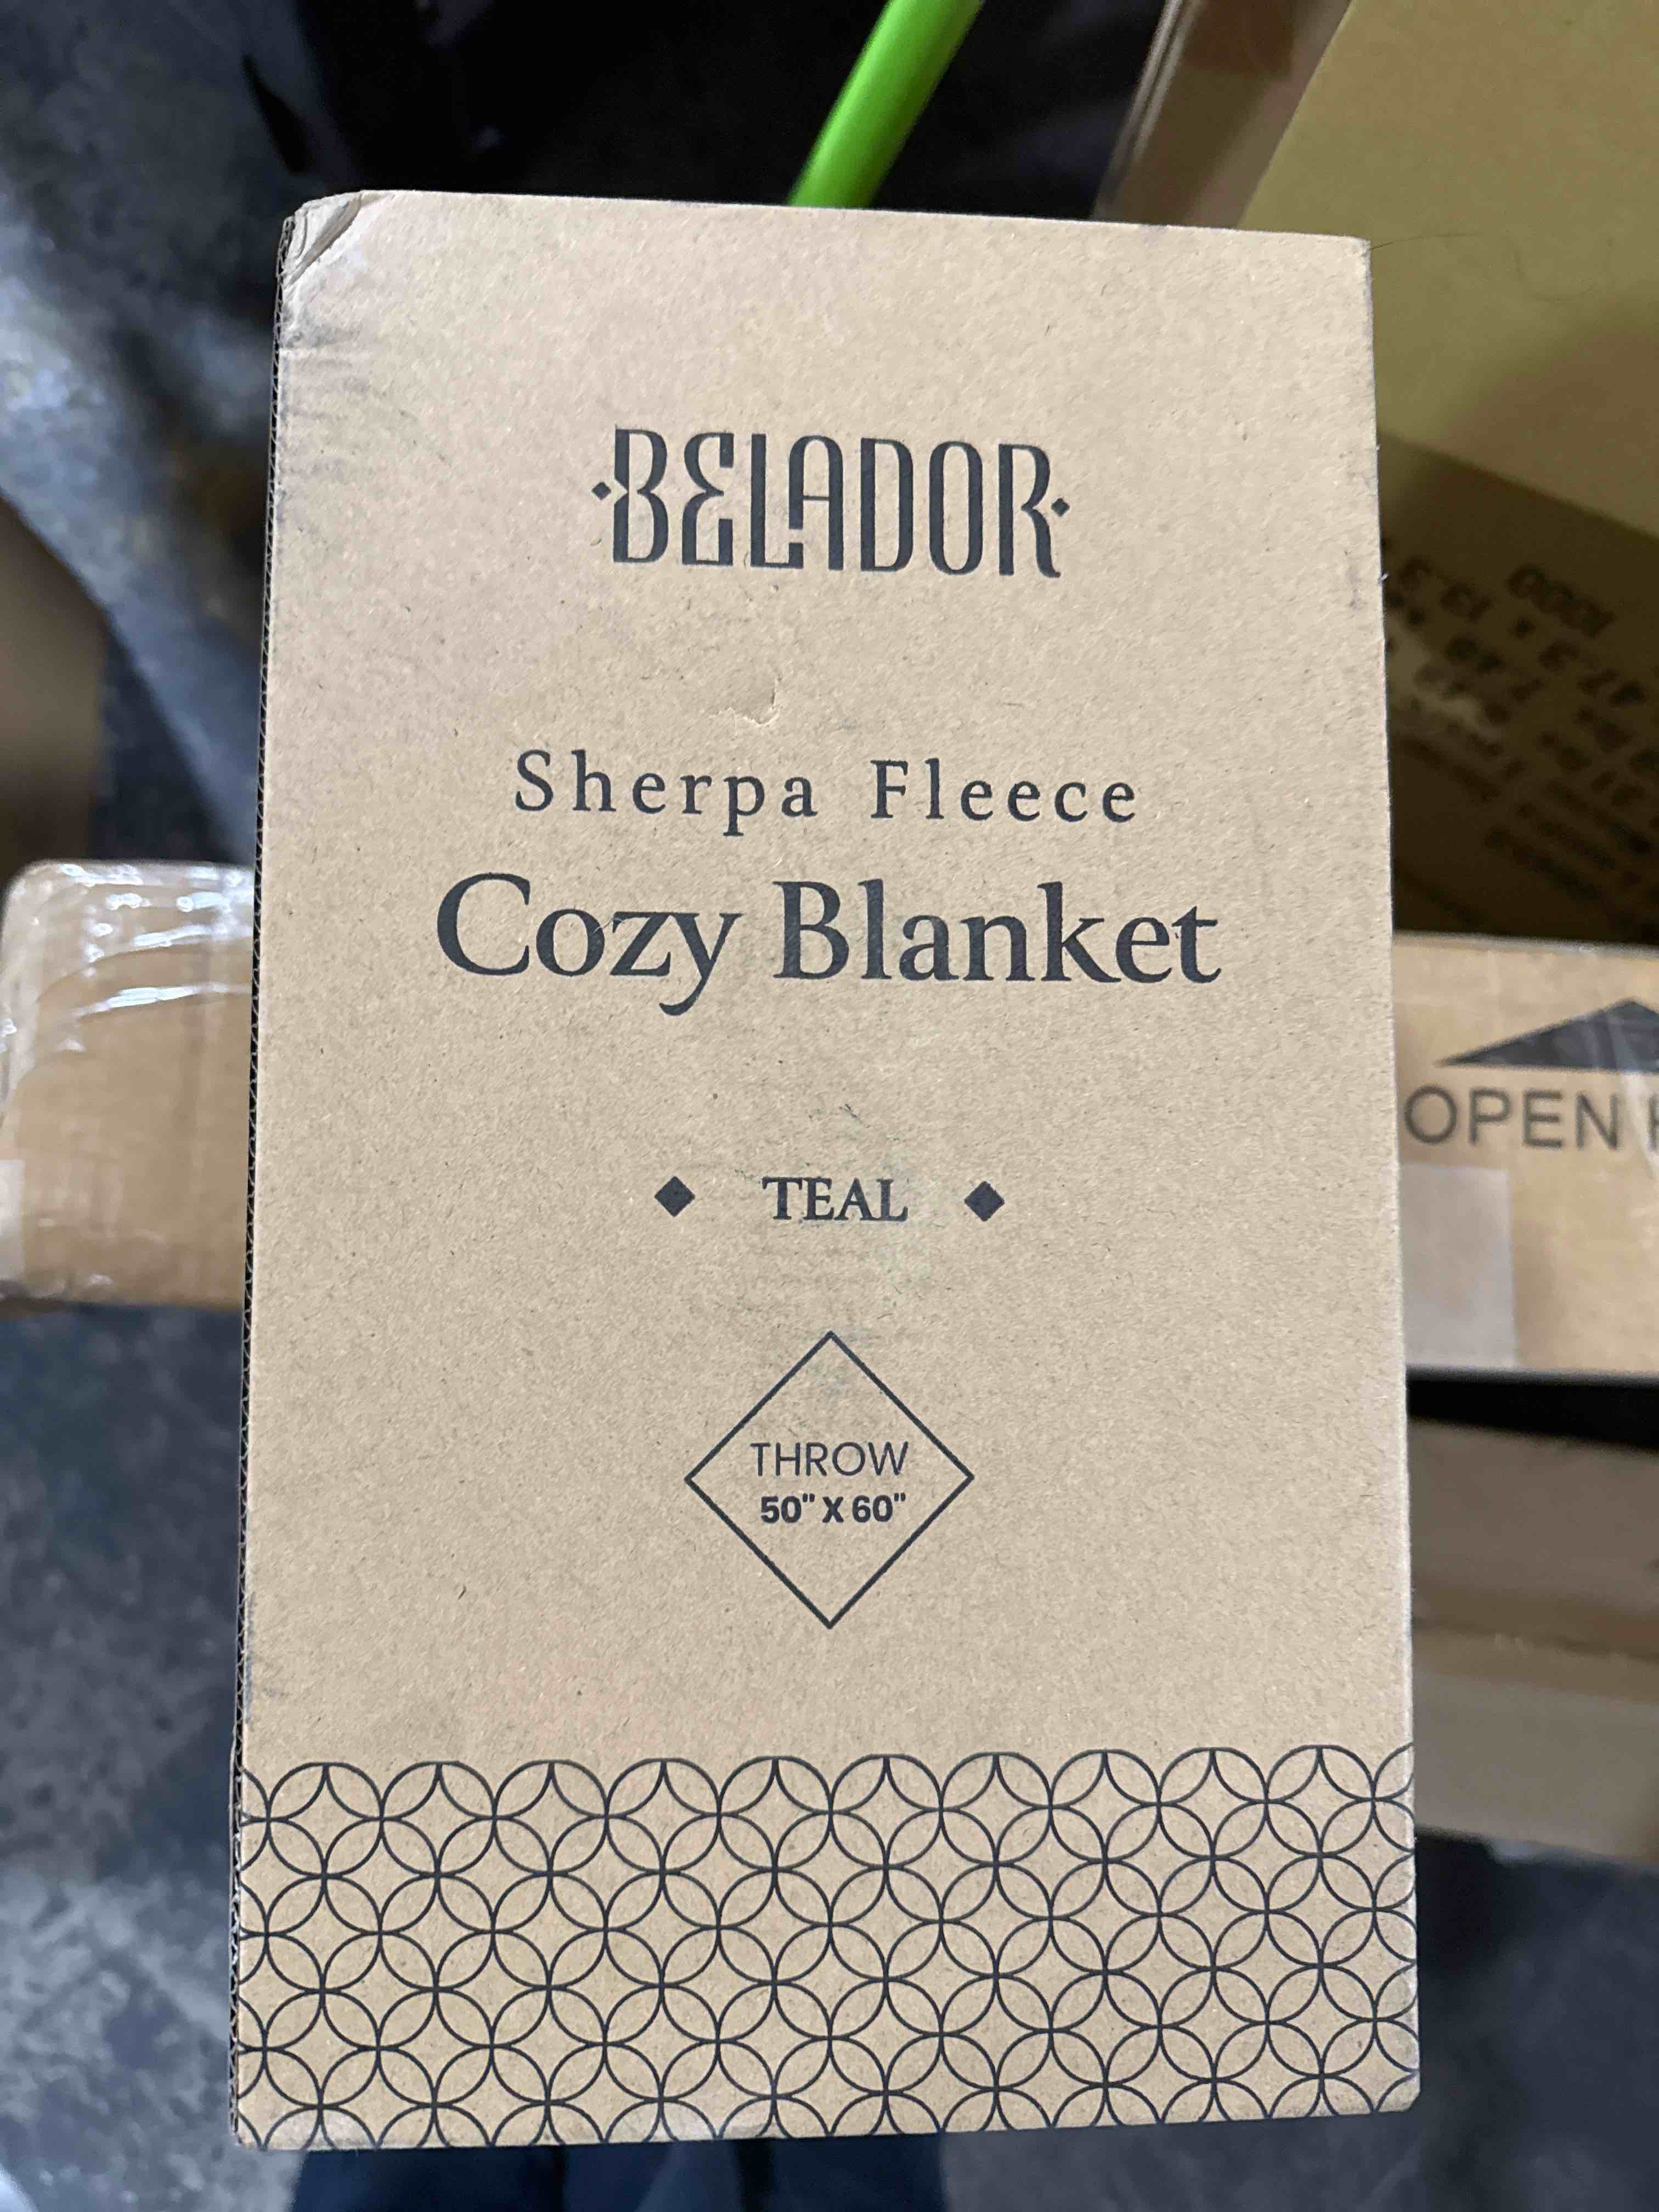 BELADOR
Sherpa Fleece
Cozy Blanket
TEAL
THROW
50" X 60"
OPEN